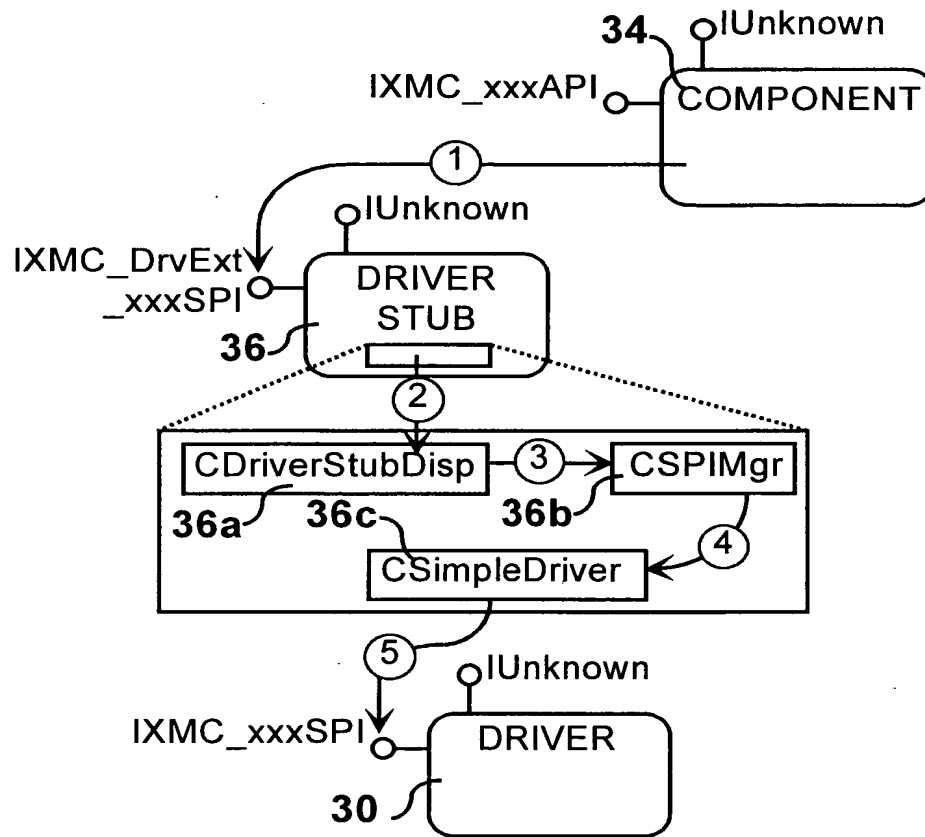 34
IUnknown
IXMC_xxxAPI
COMPONENT
1
IUnknown
IXMC_DrvExt
_xxxSPI
DRIVER
STUB
36
2
CDriverStubDisp
3
CSPIMgr
36a
36c
36b
4
CSimpleDriver
5
IUnknown
IXMC_xxxSPI
DRIVER
30